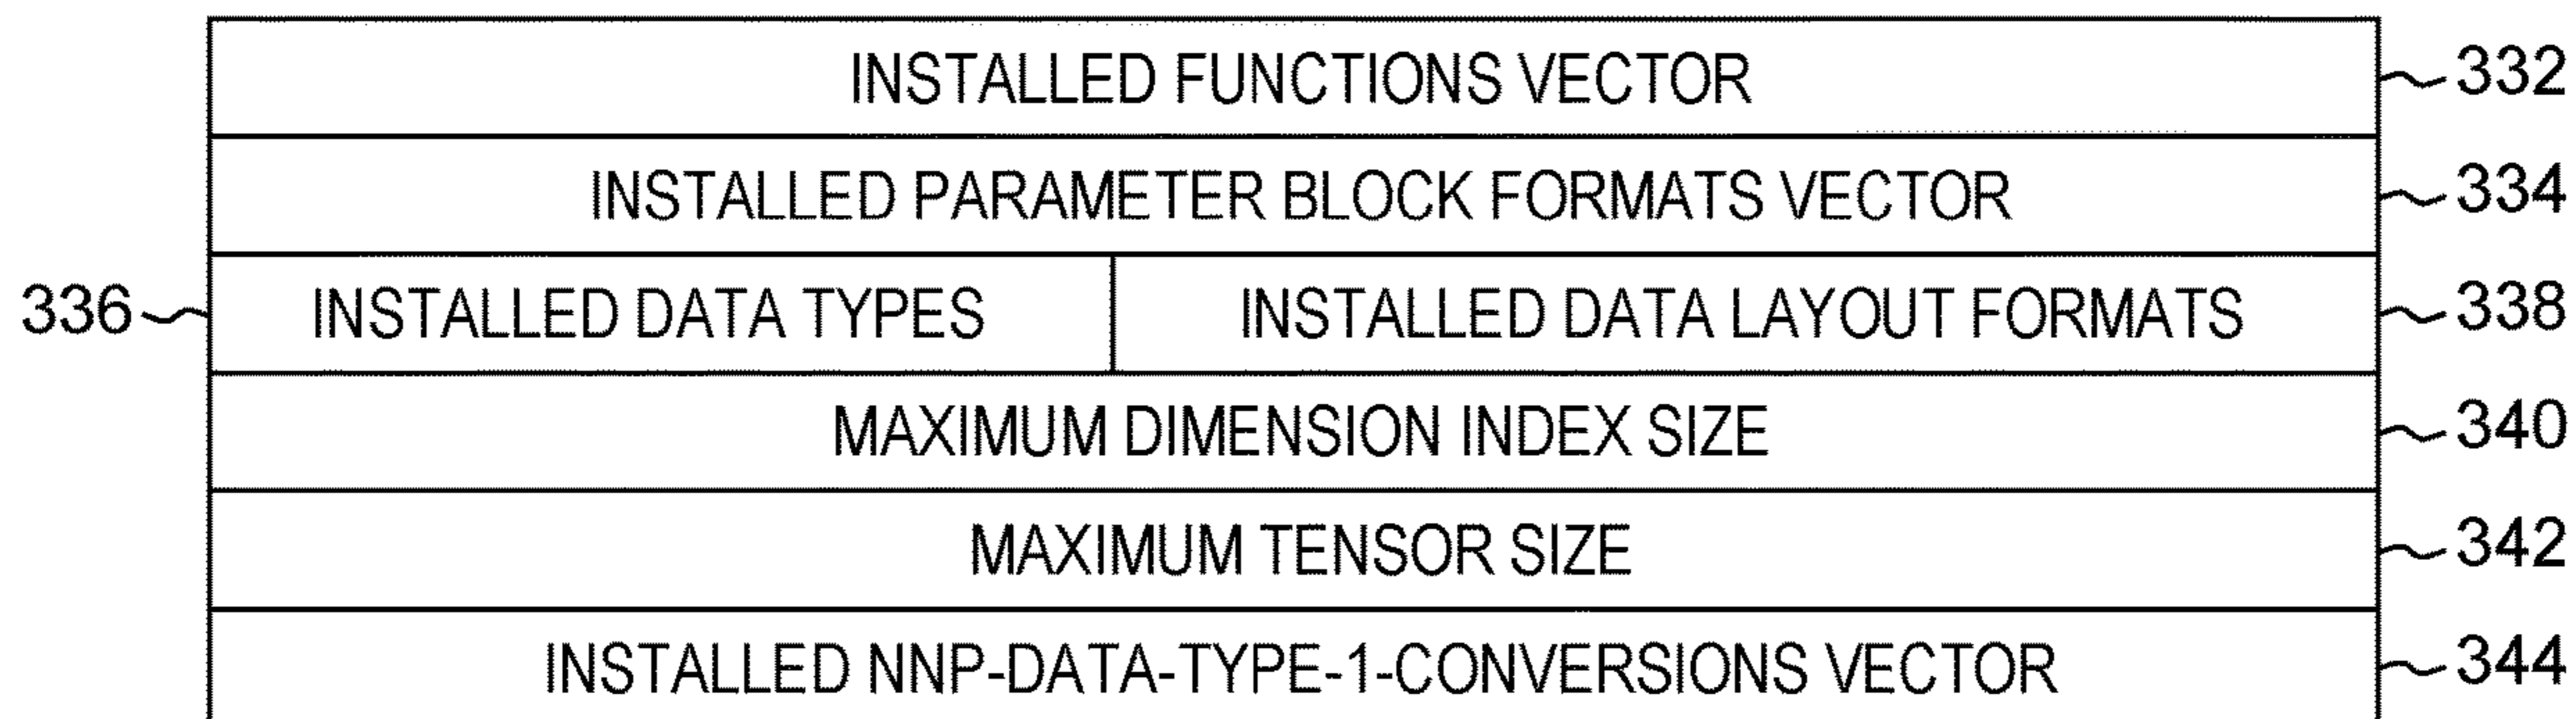 INSTALLED FUNCTIONS VECTOR 332
INSTALLED PARAMETER BLOCK FORMATS VECTOR 334
336 INSTALLED DATA TYPES INSTALLED DATA LAYOUT FORMATS 338
MAXIMUM DIMENSION INDEX SIZE 340
MAXIMUM TENSOR SIZE 342
INSTALLED NNP-DATA-TYPE-1-CONVERSIONS VECTOR 344